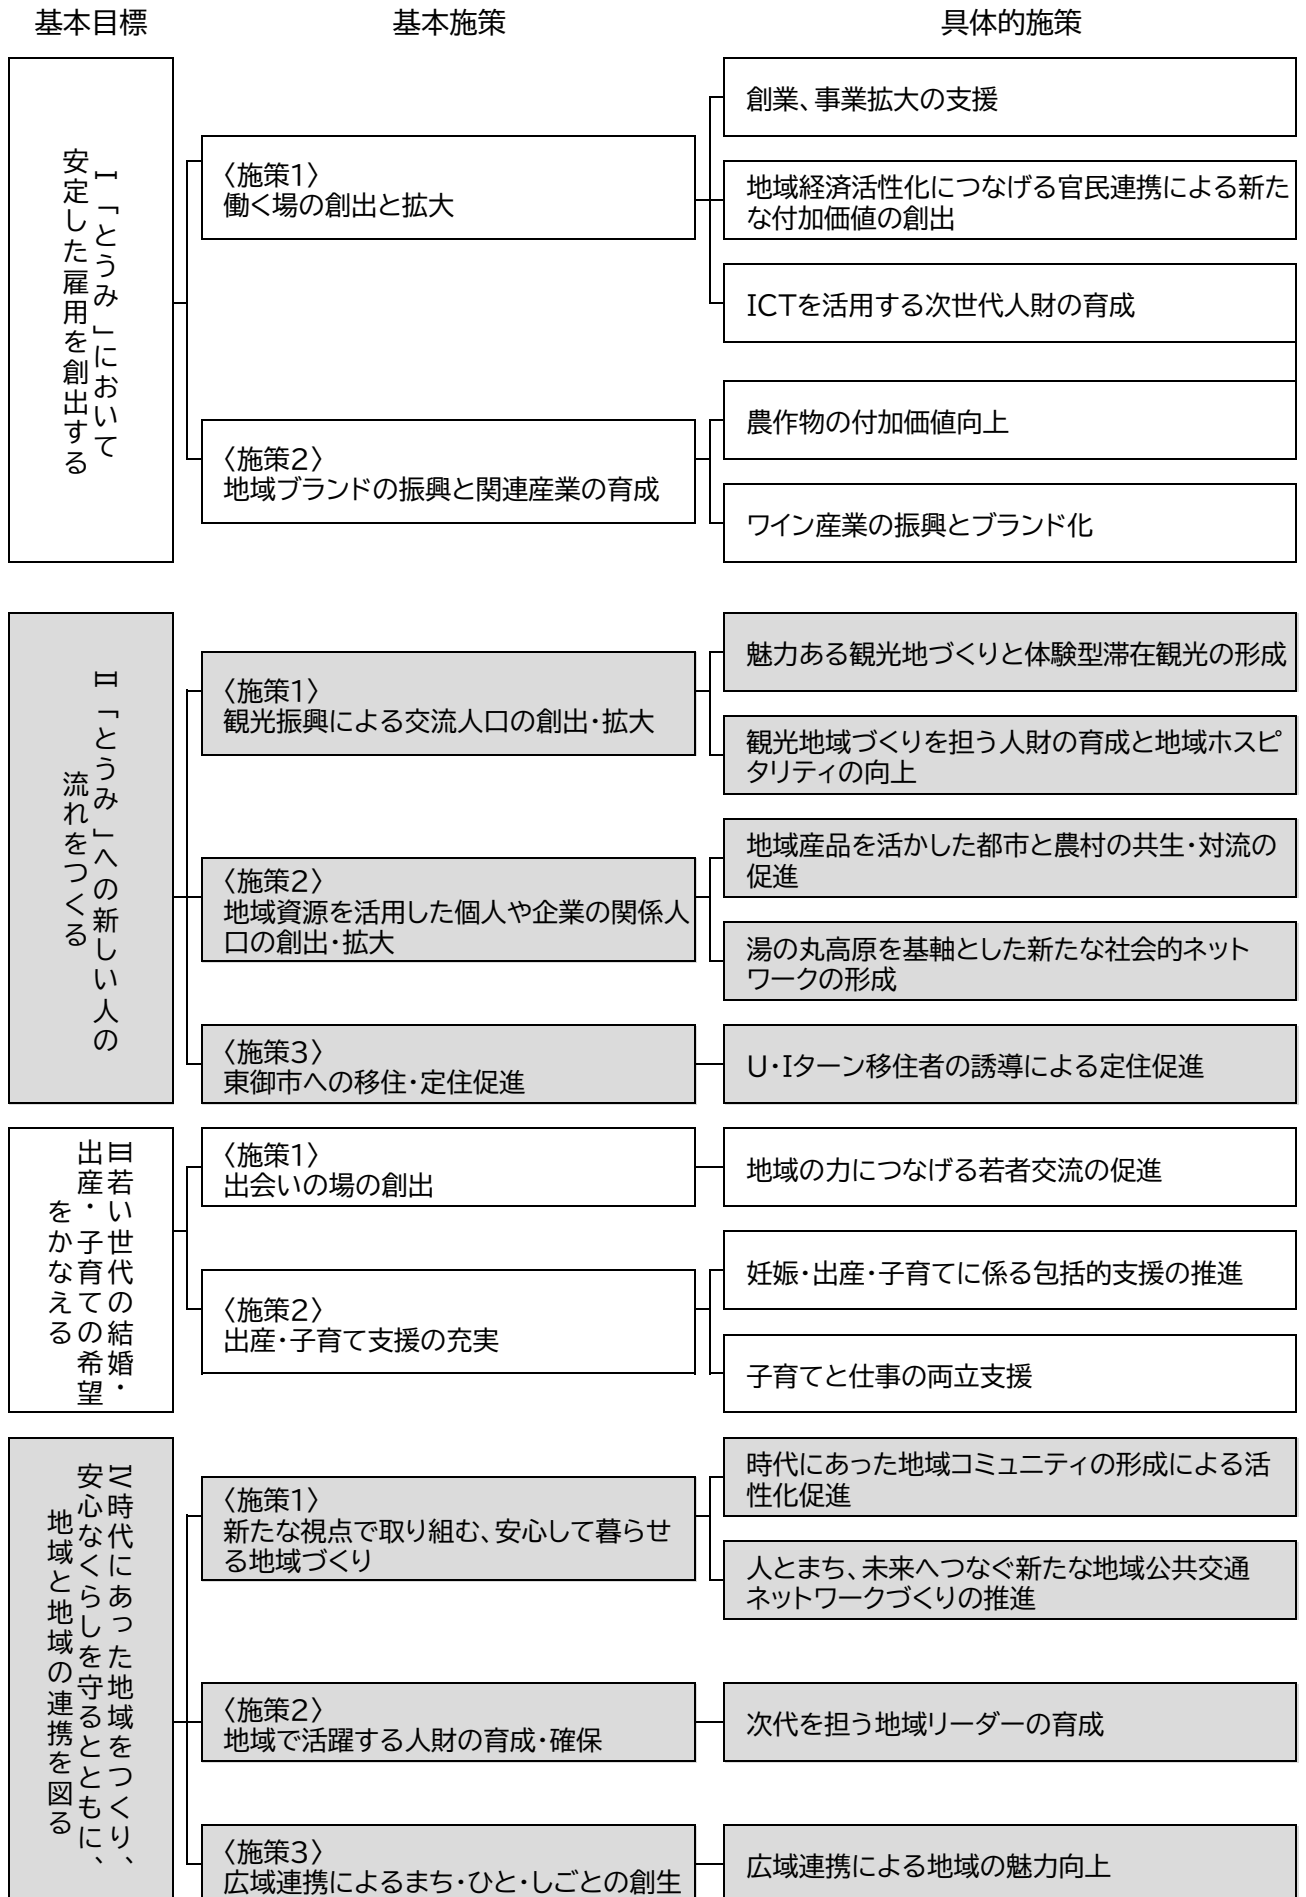 基本目標
基本施策
具体的施策
Ⅰ「とうみ」において
安定した雇用を創出する
〈施策1〉
働く場の創出と拡大
創業、事業拡大の支援
地域経済活性化につなげる官民連携による新た
な付加価値の創出
ICTを活用する次世代人財の育成
〈施策2〉
地域ブランドの振興と関連産業の育成
農作物の付加価値向上
ワイン産業の振興とブランド化
Ⅱ「とうみ」への新しい人の
流れをつくる
〈施策1〉
観光振興による交流人口の創出・拡大
魅力ある観光地づくりと体験型滞在観光の形成
観光地域づくりを担う人財の育成と地域ホスピ
タリティの向上
〈施策2〉
地域資源を活用した個人や企業の関係人
口の創出・拡大
地域産品を活かした都市と農村の共生・対流の
促進
湯の丸高原を基軸とした新たな社会的ネット
ワークの形成
〈施策3〉
東御市への移住・定住促進
U・Iターン移住者の誘導による定住促進
Ⅲ若い世代の結婚・
出産・子育ての希望
をかなえる
〈施策1〉
出会いの場の創出
地域の力につなげる若者交流の促進
〈施策2〉
出産・子育て支援の充実
妊娠・出産・子育てに係る包括的支援の推進
子育てと仕事の両立支援
Ⅳ時代にあった地域をつくり、
安心なくらしを守るとともに、
地域と地域の連携を図る
〈施策1〉
新たな視点で取り組む、安心して暮らせ
る地域づくり
時代にあった地域コミュニティの形成による活
性化促進
人とまち、未来へつなぐ新たな地域公共交通
ネットワークづくりの推進
〈施策2〉
地域で活躍する人財の育成・確保
次代を担う地域リーダーの育成
〈施策3〉
広域連携によるまち・ひと・しごとの創生
広域連携による地域の魅力向上